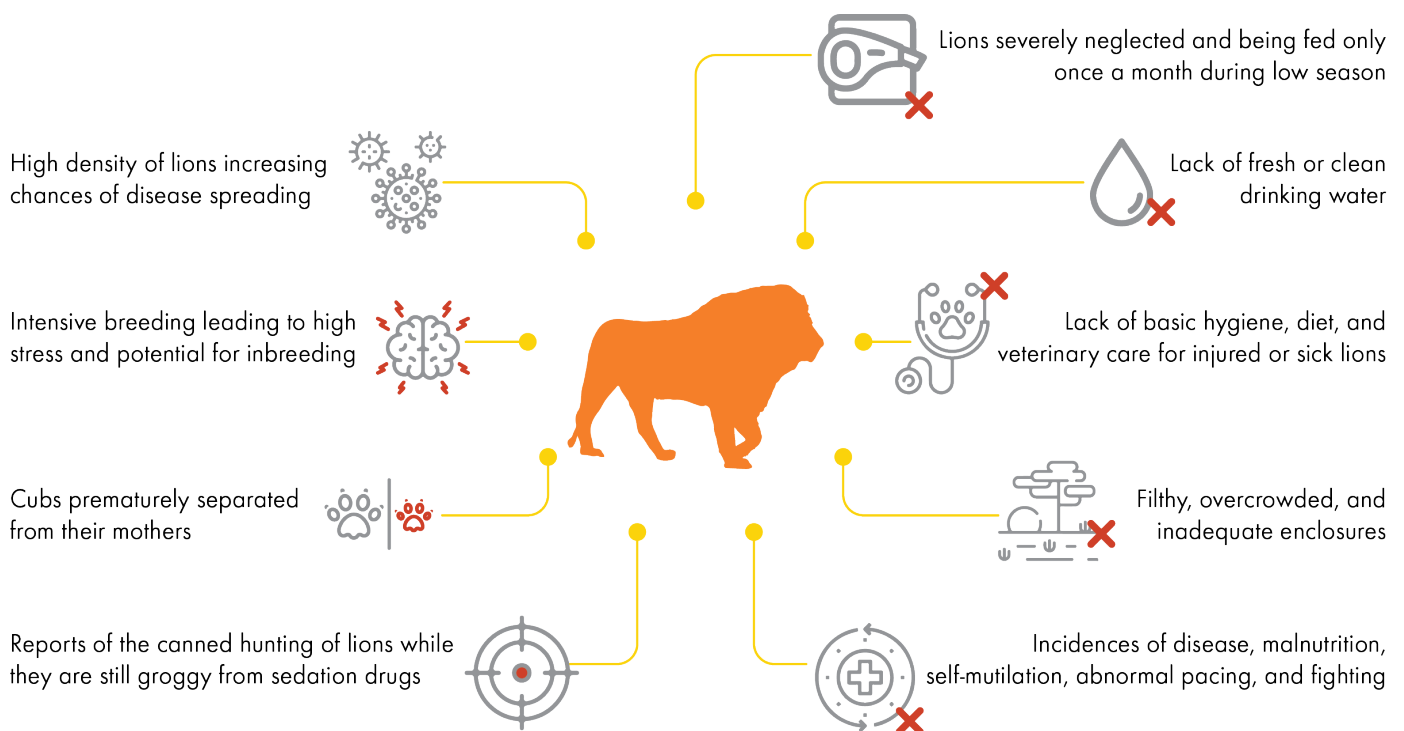 Lions severely neglected and being fed only
once a month during low season
High density of lions increasing
chances of disease spreading
Lack of fresh or clean
drinking water
Intensive breeding leading to high
stress and potential for inbreeding
Lack of basic hygiene, diet, and
veterinary care for injured or sick lions
Cubs prematurely separated
from their mothers
Filthy, overcrowded, and
inadequate enclosures
Reports of the canned hunting of lions while
they are still groggy from sedation drugs
Incidences of disease, malnutrition,
self-mutilation, abnormal pacing, and fighting